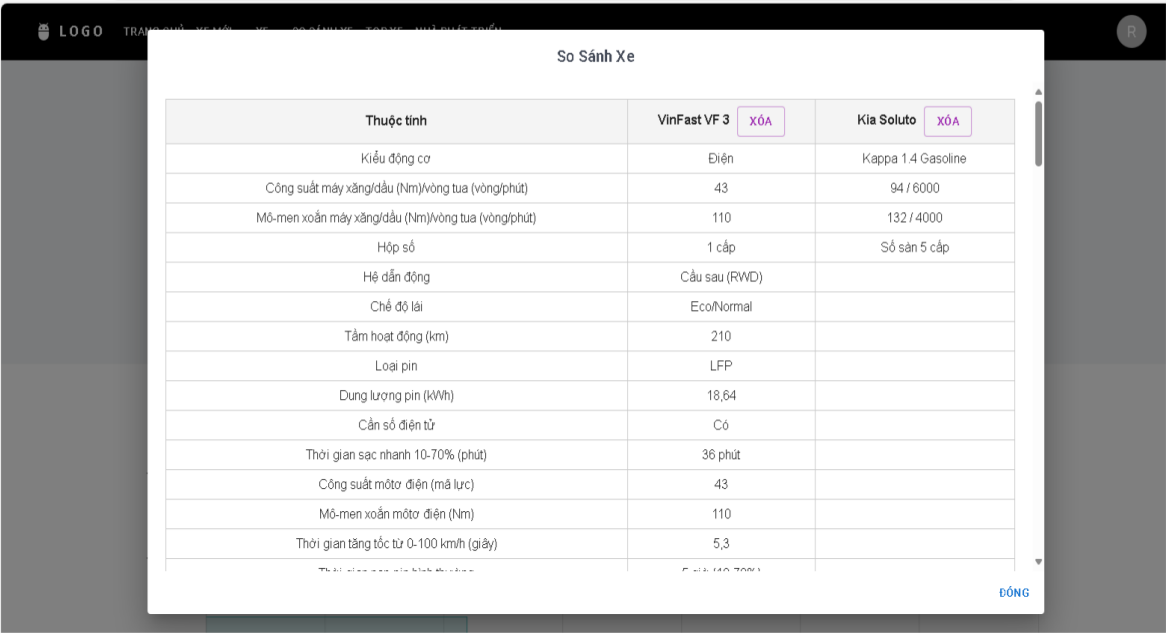 LOGO
R
So Sánh Xe
Thuộc tính VinFast VF 3 XÓA Kia Soluto XÓA
Kiểu động cơ Điện Kappa 1.4 Gasoline
Công suất máy xăng/dầu (Nm)/vòng tua (vòng/phút) 43 94 / 6000
Mô-men xoắn máy xăng/dầu (Nm)/vòng tua (vòng/phút) 110 132 / 4000
Hộp số 1 cấp Số sàn 5 cấp
Hệ dẫn động Cầu sau (RWD)
Chế độ lái Eco/Normal
Tầm hoạt động (km) 210
Loại pin LFP
Dung lượng pin (kWh) 18,64
Cần số điện tử Có
Thời gian sạc nhanh 10-70% (phút) 36 phút
Công suất môtơ điện (mã lực) 43
Mô-men xoắn môtơ điện (Nm) 110
Thời gian tăng tốc từ 0-100 km/h (giây) 5,3
ĐÓNG